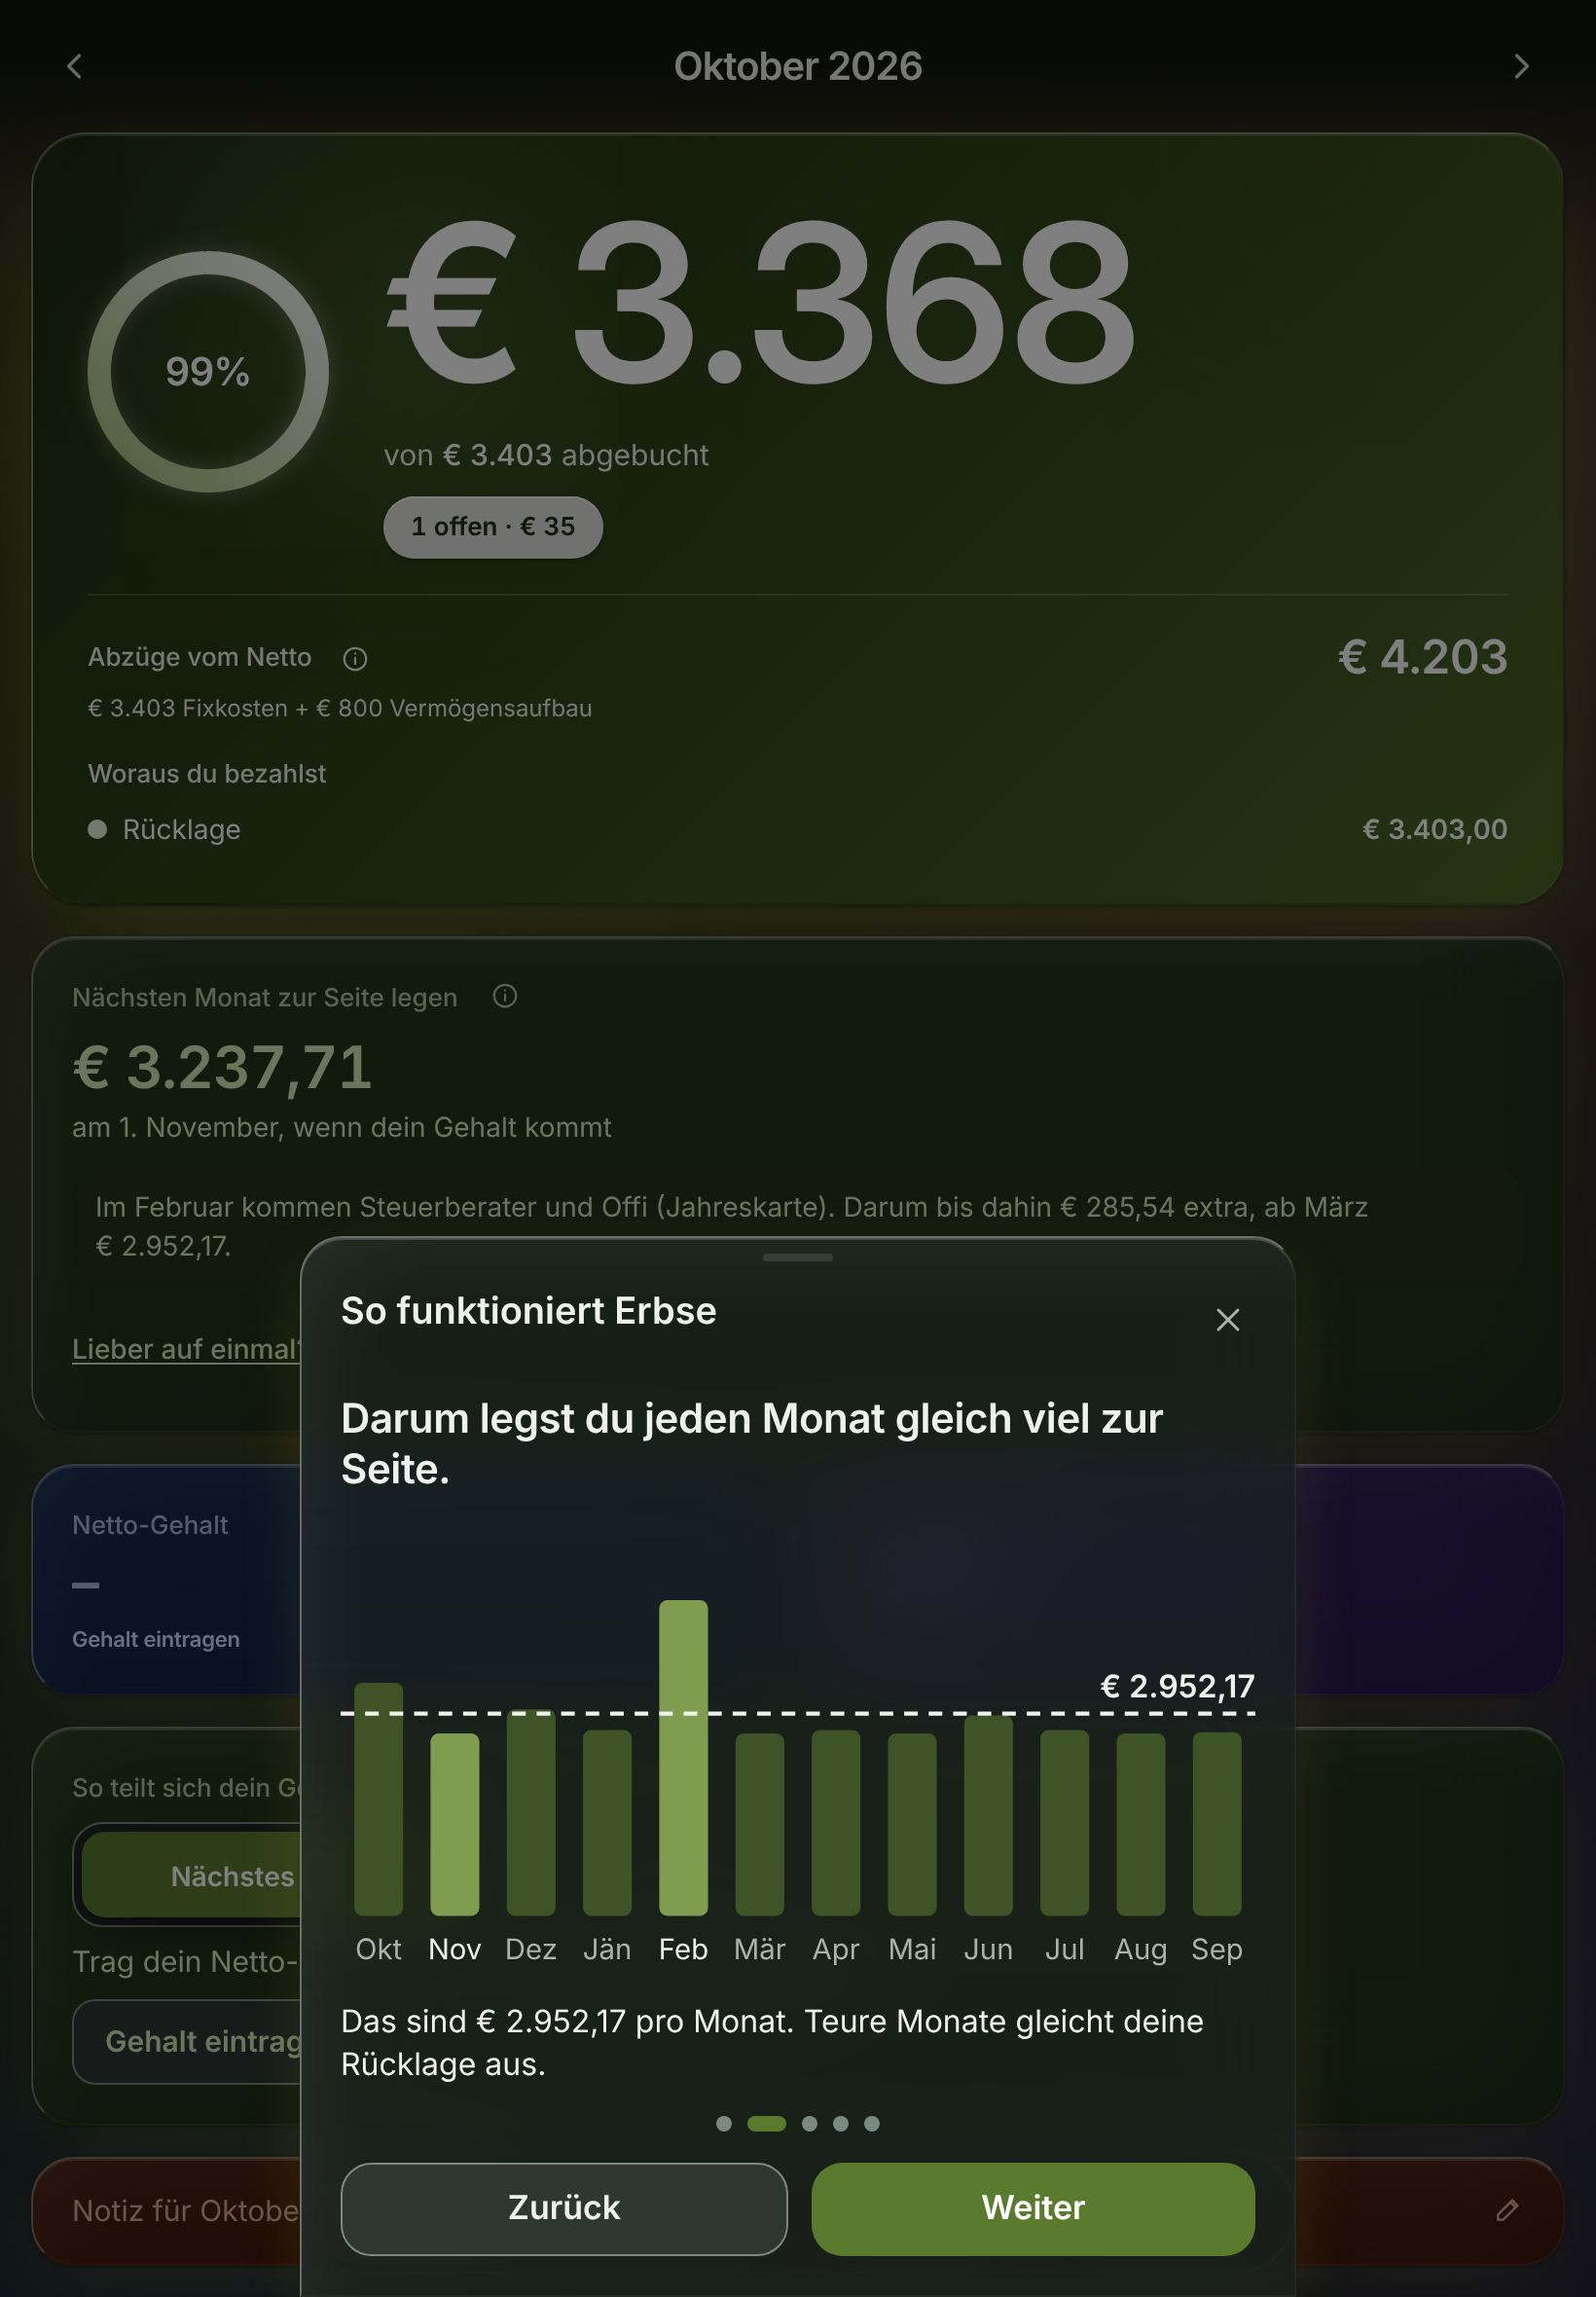 Oktober 2026
€ 3.368
99%
von € 3.403 abgebucht
1 offen · € 35
Abzüge vom Netto
€ 4.203
€ 3.403 Fixkosten + € 800 Vermögensaufbau
Woraus du bezahlst
Rücklage
€ 3.403,00
Nächsten Monat zur Seite legen
€ 3.237,71
am 1. November, wenn dein Gehalt kommt
Im Februar kommen Steuerberater und Offi (Jahreskarte). Darum bis dahin € 285,54 extra, ab März
€ 2.952,17.
Lieber auf einmal?
Netto-Gehalt
–
Gehalt eintragen
So teilt sich dein
Nächstes
Trag dein Netto-
Gehalt
Notiz für
So funktioniert Erbse
Darum legst du jeden Monat gleich viel zur
Seite.
€ 2.952,17
Okt Nov Dez Jän Feb Mär Apr Mai Jun Jul Aug Sep
Das sind € 2.952,17 pro Monat. Teure Monate gleicht deine
Rücklage aus.
Zurück
Weiter